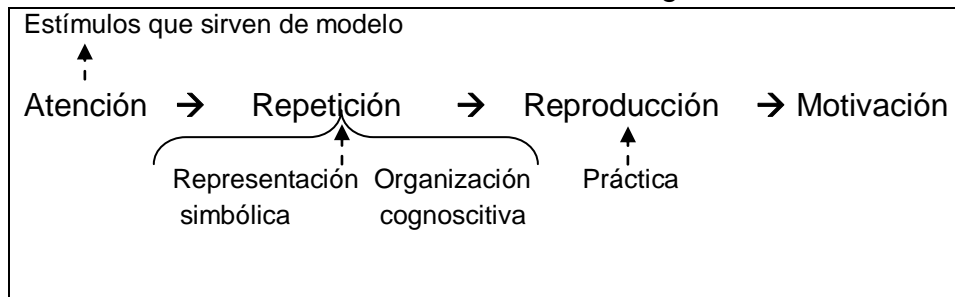 Estímulos que sirven de modelo
Atención → Repetición → Reproducción → Motivación
Representación Organización Práctica
simbólica cognoscitiva